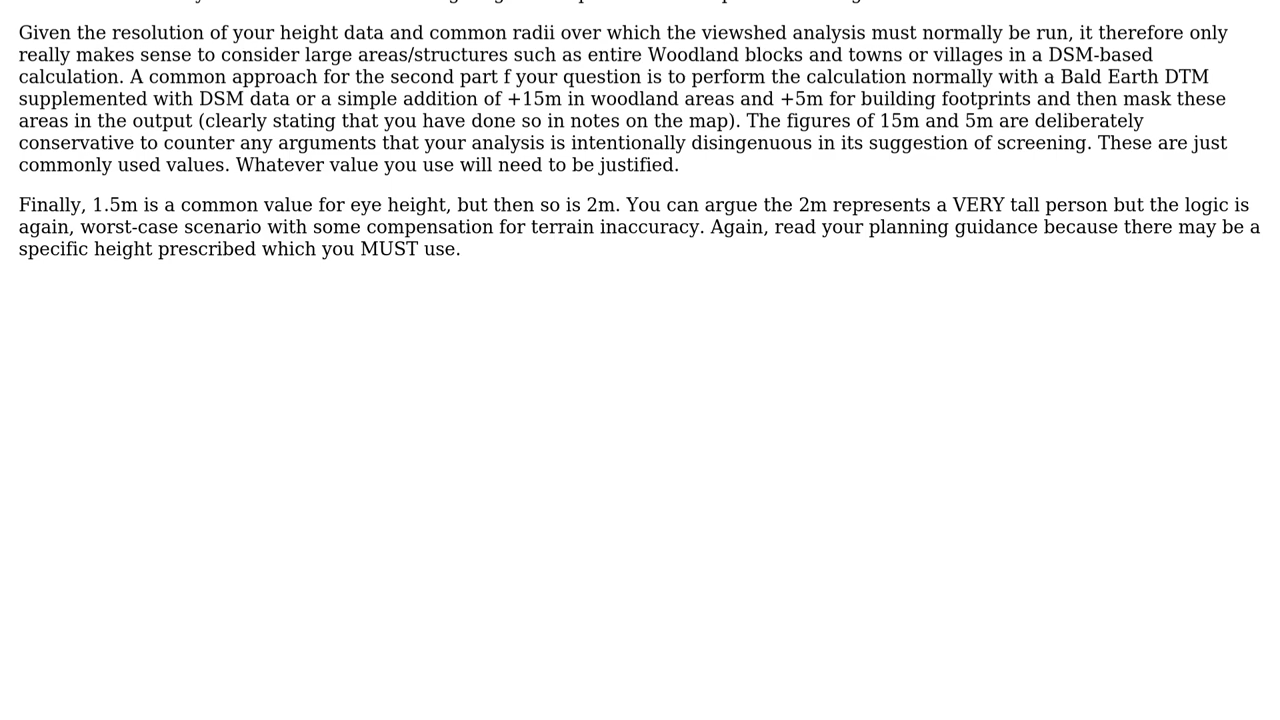 Given the resolution of your height data and common radii over which the viewshed analysis must normally be run, it therefore only
really makes sense to consider large areas/structures such as entire Woodland blocks and towns or villages in a DSM-based
calculation. A common approach for the second part f your question is to perform the calculation normally with a Bald Earth DTM
supplemented with DSM data or a simple addition of +15m in woodland areas and +5m for building footprints and then mask these
areas in the output (clearly stating that you have done so in notes on the map). The figures of 15m and 5m are deliberately
conservative to counter any arguments that your analysis is intentionally disingenuous in its suggestion of screening. These are just
commonly used values. Whatever value you use will need to be justified.
Finally, 1.5m is a common value for eye height, but then so is 2m. You can argue the 2m represents a VERY tall person but the logic is
again, worst-case scenario with some compensation for terrain inaccuracy. Again, read your planning guidance because there may be a
specific height prescribed which you MUST use.